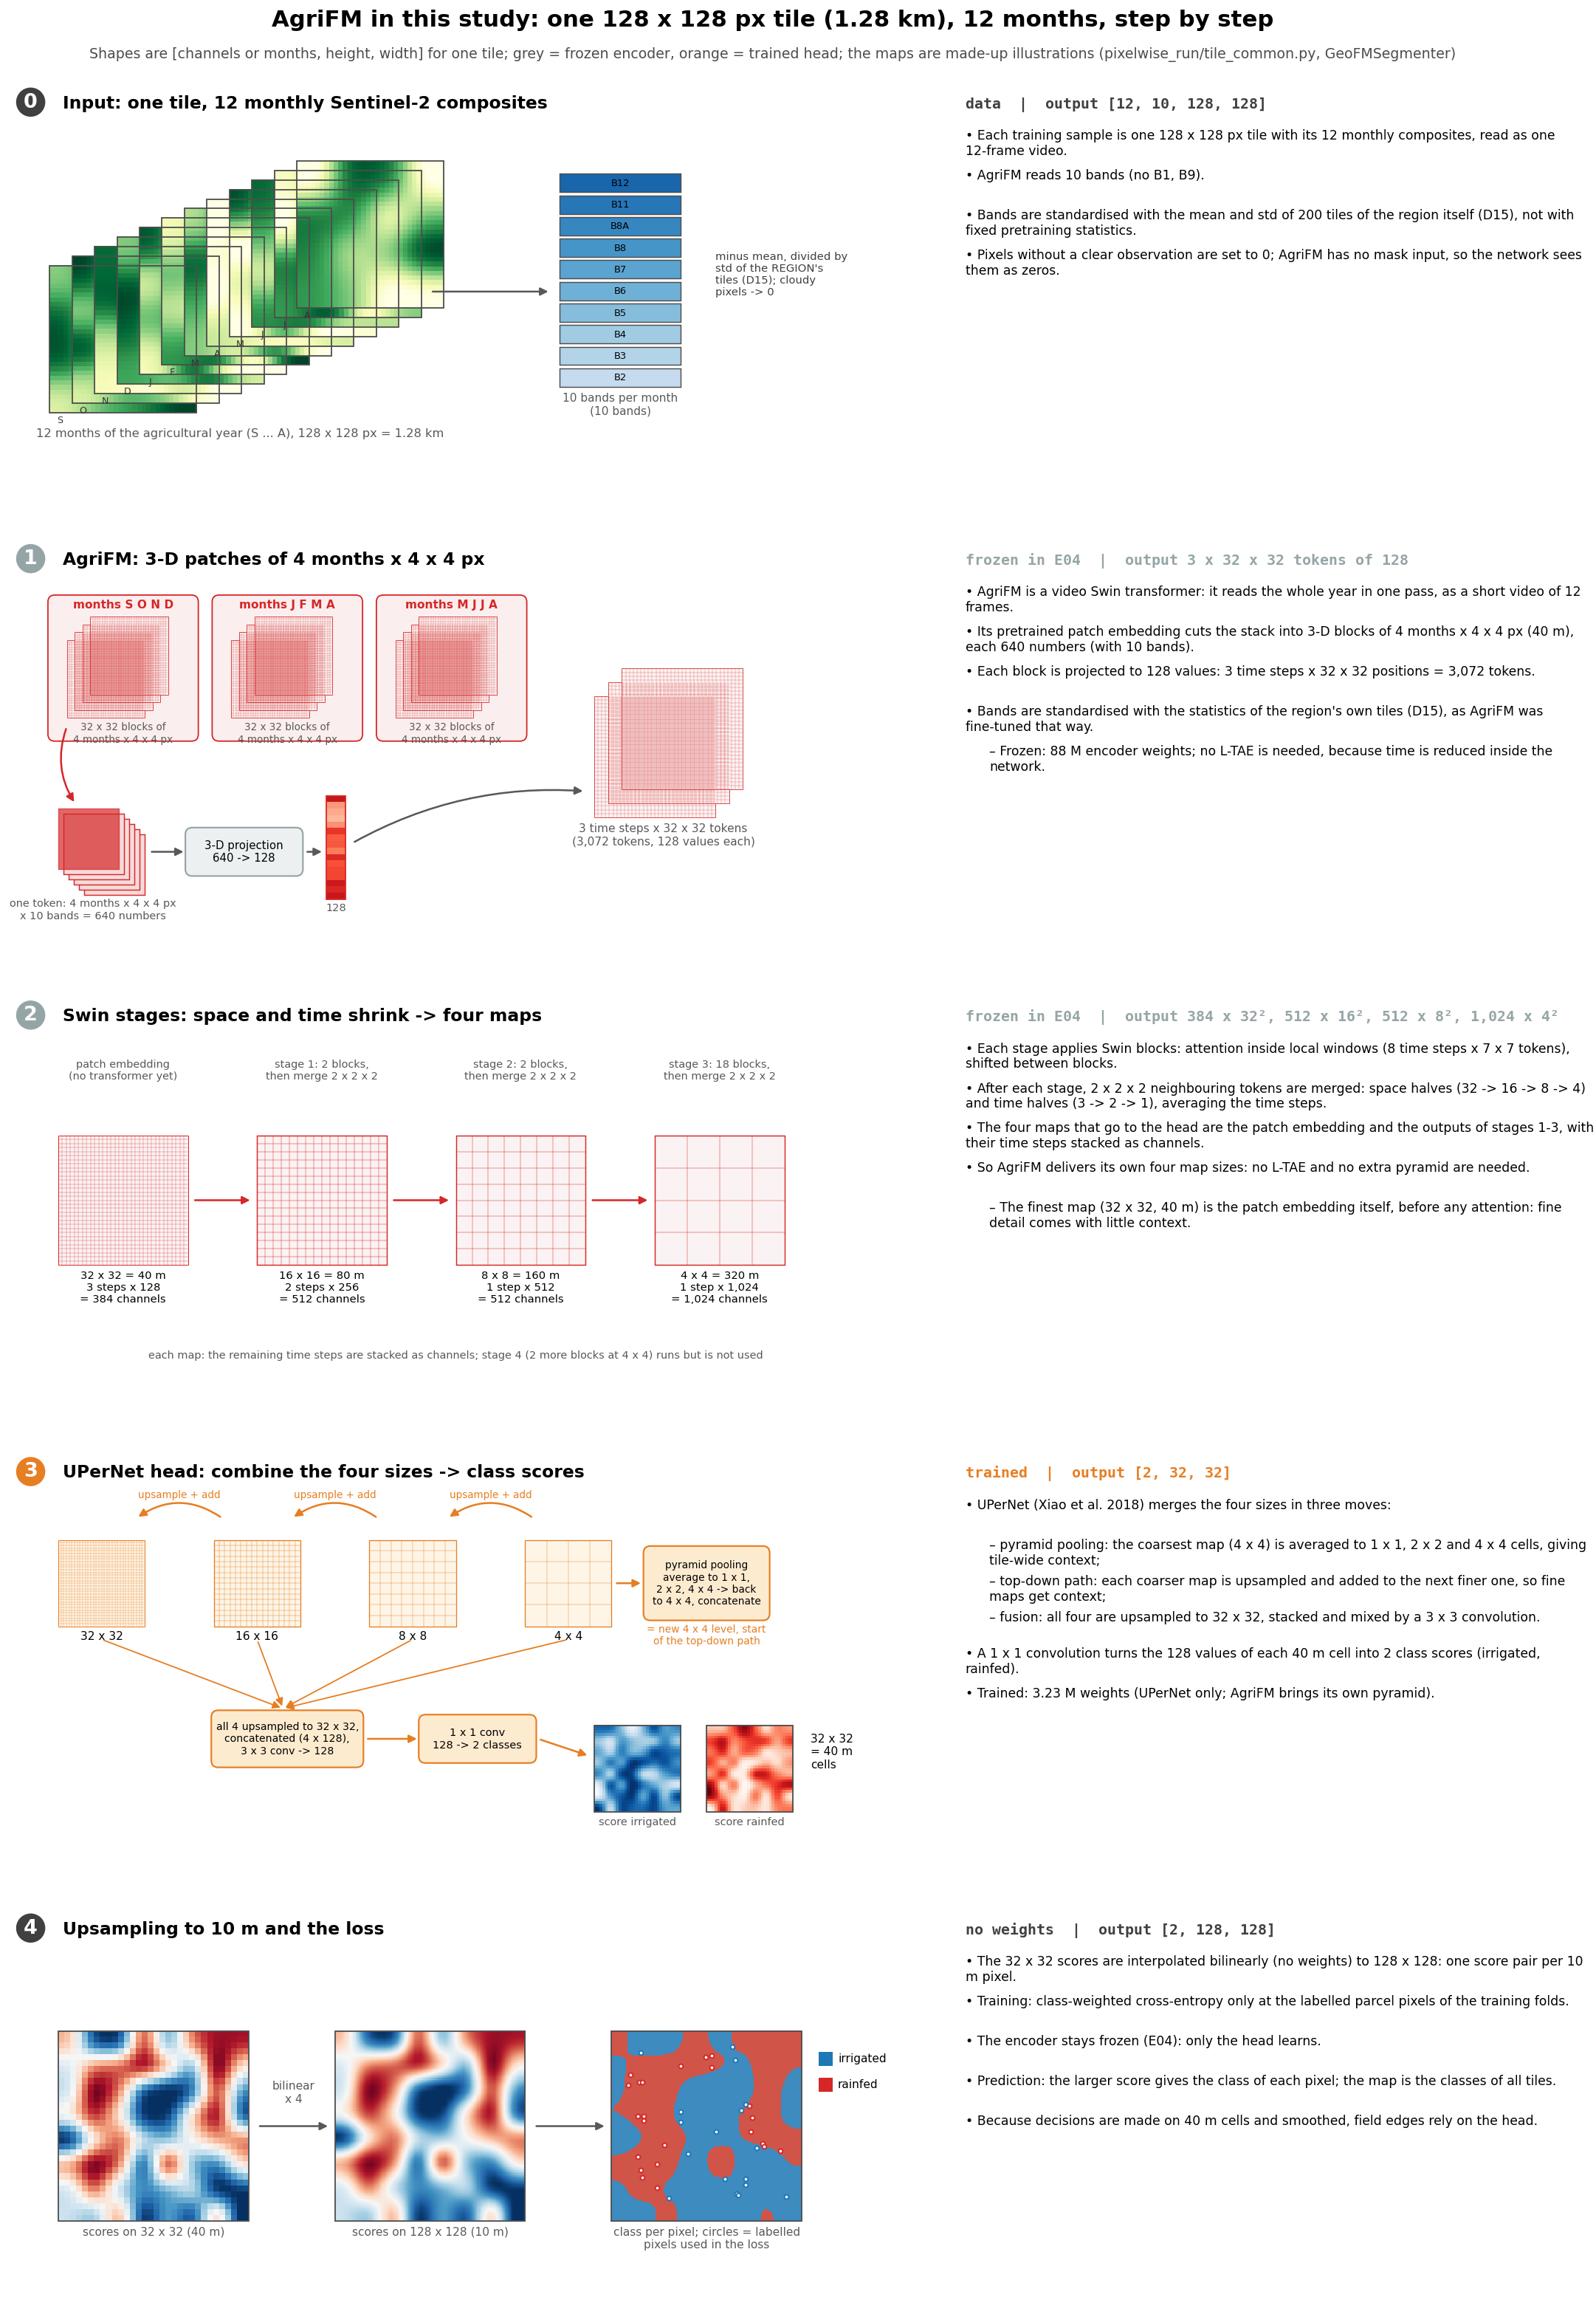 AgriFM in this study: one 128 x 128 px tile (1.28 km), 12 months, step by step
Shapes are [channels or months, height, width] for one tile; grey = frozen encoder, orange = trained head; the maps are made-up illustrations (pixelwise_run/tile_common.py, GeoFMSegmenter)
0
Input: one tile, 12 monthly Sentinel-2 composites
S
O
N
D
J
F
M
A
M
J
J
A
12 months of the agricultural year (S ... A), 128 x 128 px = 1.28 km
B12
B11
B8A
B8
B7
B6
B5
B4
B3
B2
10 bands per month
(10 bands)
minus mean, divided by
std of the REGION's
tiles (D15); cloudy
pixels -> 0
data | output [12, 10, 128, 128]
• Each training sample is one 128 x 128 px tile with its 12 monthly composites, read as one
12-frame video.
• AgriFM reads 10 bands (no B1, B9).
• Bands are standardised with the mean and std of 200 tiles of the region itself (D15), not with
fixed pretraining statistics.
• Pixels without a clear observation are set to 0; AgriFM has no mask input, so the network sees
them as zeros.
1
AgriFM: 3-D patches of 4 months x 4 x 4 px
months S O N D
months J F M A
months M J J A
32 x 32 blocks of
4 months x 4 x 4 px
32 x 32 blocks of
4 months x 4 x 4 px
32 x 32 blocks of
4 months x 4 x 4 px
one token: 4 months x 4 x 4 px
x 10 bands = 640 numbers
3-D projection
640 -> 128
128
3 time steps x 32 x 32 tokens
(3,072 tokens, 128 values each)
frozen in E04 | output 3 x 32 x 32 tokens of 128
• AgriFM is a video Swin transformer: it reads the whole year in one pass, as a short video of 12
frames.
• Its pretrained patch embedding cuts the stack into 3-D blocks of 4 months x 4 x 4 px (40 m),
each 640 numbers (with 10 bands).
• Each block is projected to 128 values: 3 time steps x 32 x 32 positions = 3,072 tokens.
• Bands are standardised with the statistics of the region's own tiles (D15), as AgriFM was
fine-tuned that way.
– Frozen: 88 M encoder weights; no L-TAE is needed, because time is reduced inside the
network.
2
Swin stages: space and time shrink -> four maps
patch embedding
(no transformer yet)
stage 1: 2 blocks,
then merge 2 x 2 x 2
stage 2: 2 blocks,
then merge 2 x 2 x 2
stage 3: 18 blocks,
then merge 2 x 2 x 2
32 x 32 = 40 m
3 steps x 128
= 384 channels
16 x 16 = 80 m
2 steps x 256
= 512 channels
8 x 8 = 160 m
1 step x 512
= 512 channels
4 x 4 = 320 m
1 step x 1,024
= 1,024 channels
each map: the remaining time steps are stacked as channels; stage 4 (2 more blocks at 4 x 4) runs but is not used
frozen in E04 | output 384 x 32², 512 x 16², 512 x 8², 1,024 x 4²
• Each stage applies Swin blocks: attention inside local windows (8 time steps x 7 x 7 tokens),
shifted between blocks.
• After each stage, 2 x 2 x 2 neighbouring tokens are merged: space halves (32 -> 16 -> 8 -> 4)
and time halves (3 -> 2 -> 1), averaging the time steps.
• The four maps that go to the head are the patch embedding and the outputs of stages 1-3, with
their time steps stacked as channels.
• So AgriFM delivers its own four map sizes: no L-TAE and no extra pyramid are needed.
– The finest map (32 x 32, 40 m) is the patch embedding itself, before any attention: fine
detail comes with little context.
3
UPerNet head: combine the four sizes -> class scores
upsample + add
upsample + add
upsample + add
32 x 32
16 x 16
8 x 8
4 x 4
pyramid pooling
average to 1 x 1,
2 x 2, 4 x 4 -> back
to 4 x 4, concatenate
= new 4 x 4 level, start
of the top-down path
all 4 upsampled to 32 x 32,
concatenated (4 x 128),
3 x 3 conv -> 128
1 x 1 conv
128 -> 2 classes
score irrigated
score rainfed
32 x 32
= 40 m
cells
trained | output [2, 32, 32]
• UPerNet (Xiao et al. 2018) merges the four sizes in three moves:
– pyramid pooling: the coarsest map (4 x 4) is averaged to 1 x 1, 2 x 2 and 4 x 4 cells, giving
tile-wide context;
– top-down path: each coarser map is upsampled and added to the next finer one, so fine
maps get context;
– fusion: all four are upsampled to 32 x 32, stacked and mixed by a 3 x 3 convolution.
• A 1 x 1 convolution turns the 128 values of each 40 m cell into 2 class scores (irrigated,
rainfed).
• Trained: 3.23 M weights (UPerNet only; AgriFM brings its own pyramid).
4
Upsampling to 10 m and the loss
bilinear
x 4
scores on 32 x 32 (40 m)
scores on 128 x 128 (10 m)
class per pixel; circles = labelled
pixels used in the loss
irrigated
rainfed
no weights | output [2, 128, 128]
• The 32 x 32 scores are interpolated bilinearly (no weights) to 128 x 128: one score pair per 10
m pixel.
• Training: class-weighted cross-entropy only at the labelled parcel pixels of the training folds.
• The encoder stays frozen (E04): only the head learns.
• Prediction: the larger score gives the class of each pixel; the map is the classes of all tiles.
• Because decisions are made on 40 m cells and smoothed, field edges rely on the head.